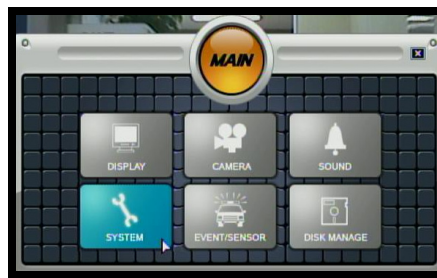 MAIN
DISPLAY
CAMERA
SOUND
SYSTEM
EVENT/SENSOR
DISK MANAGE